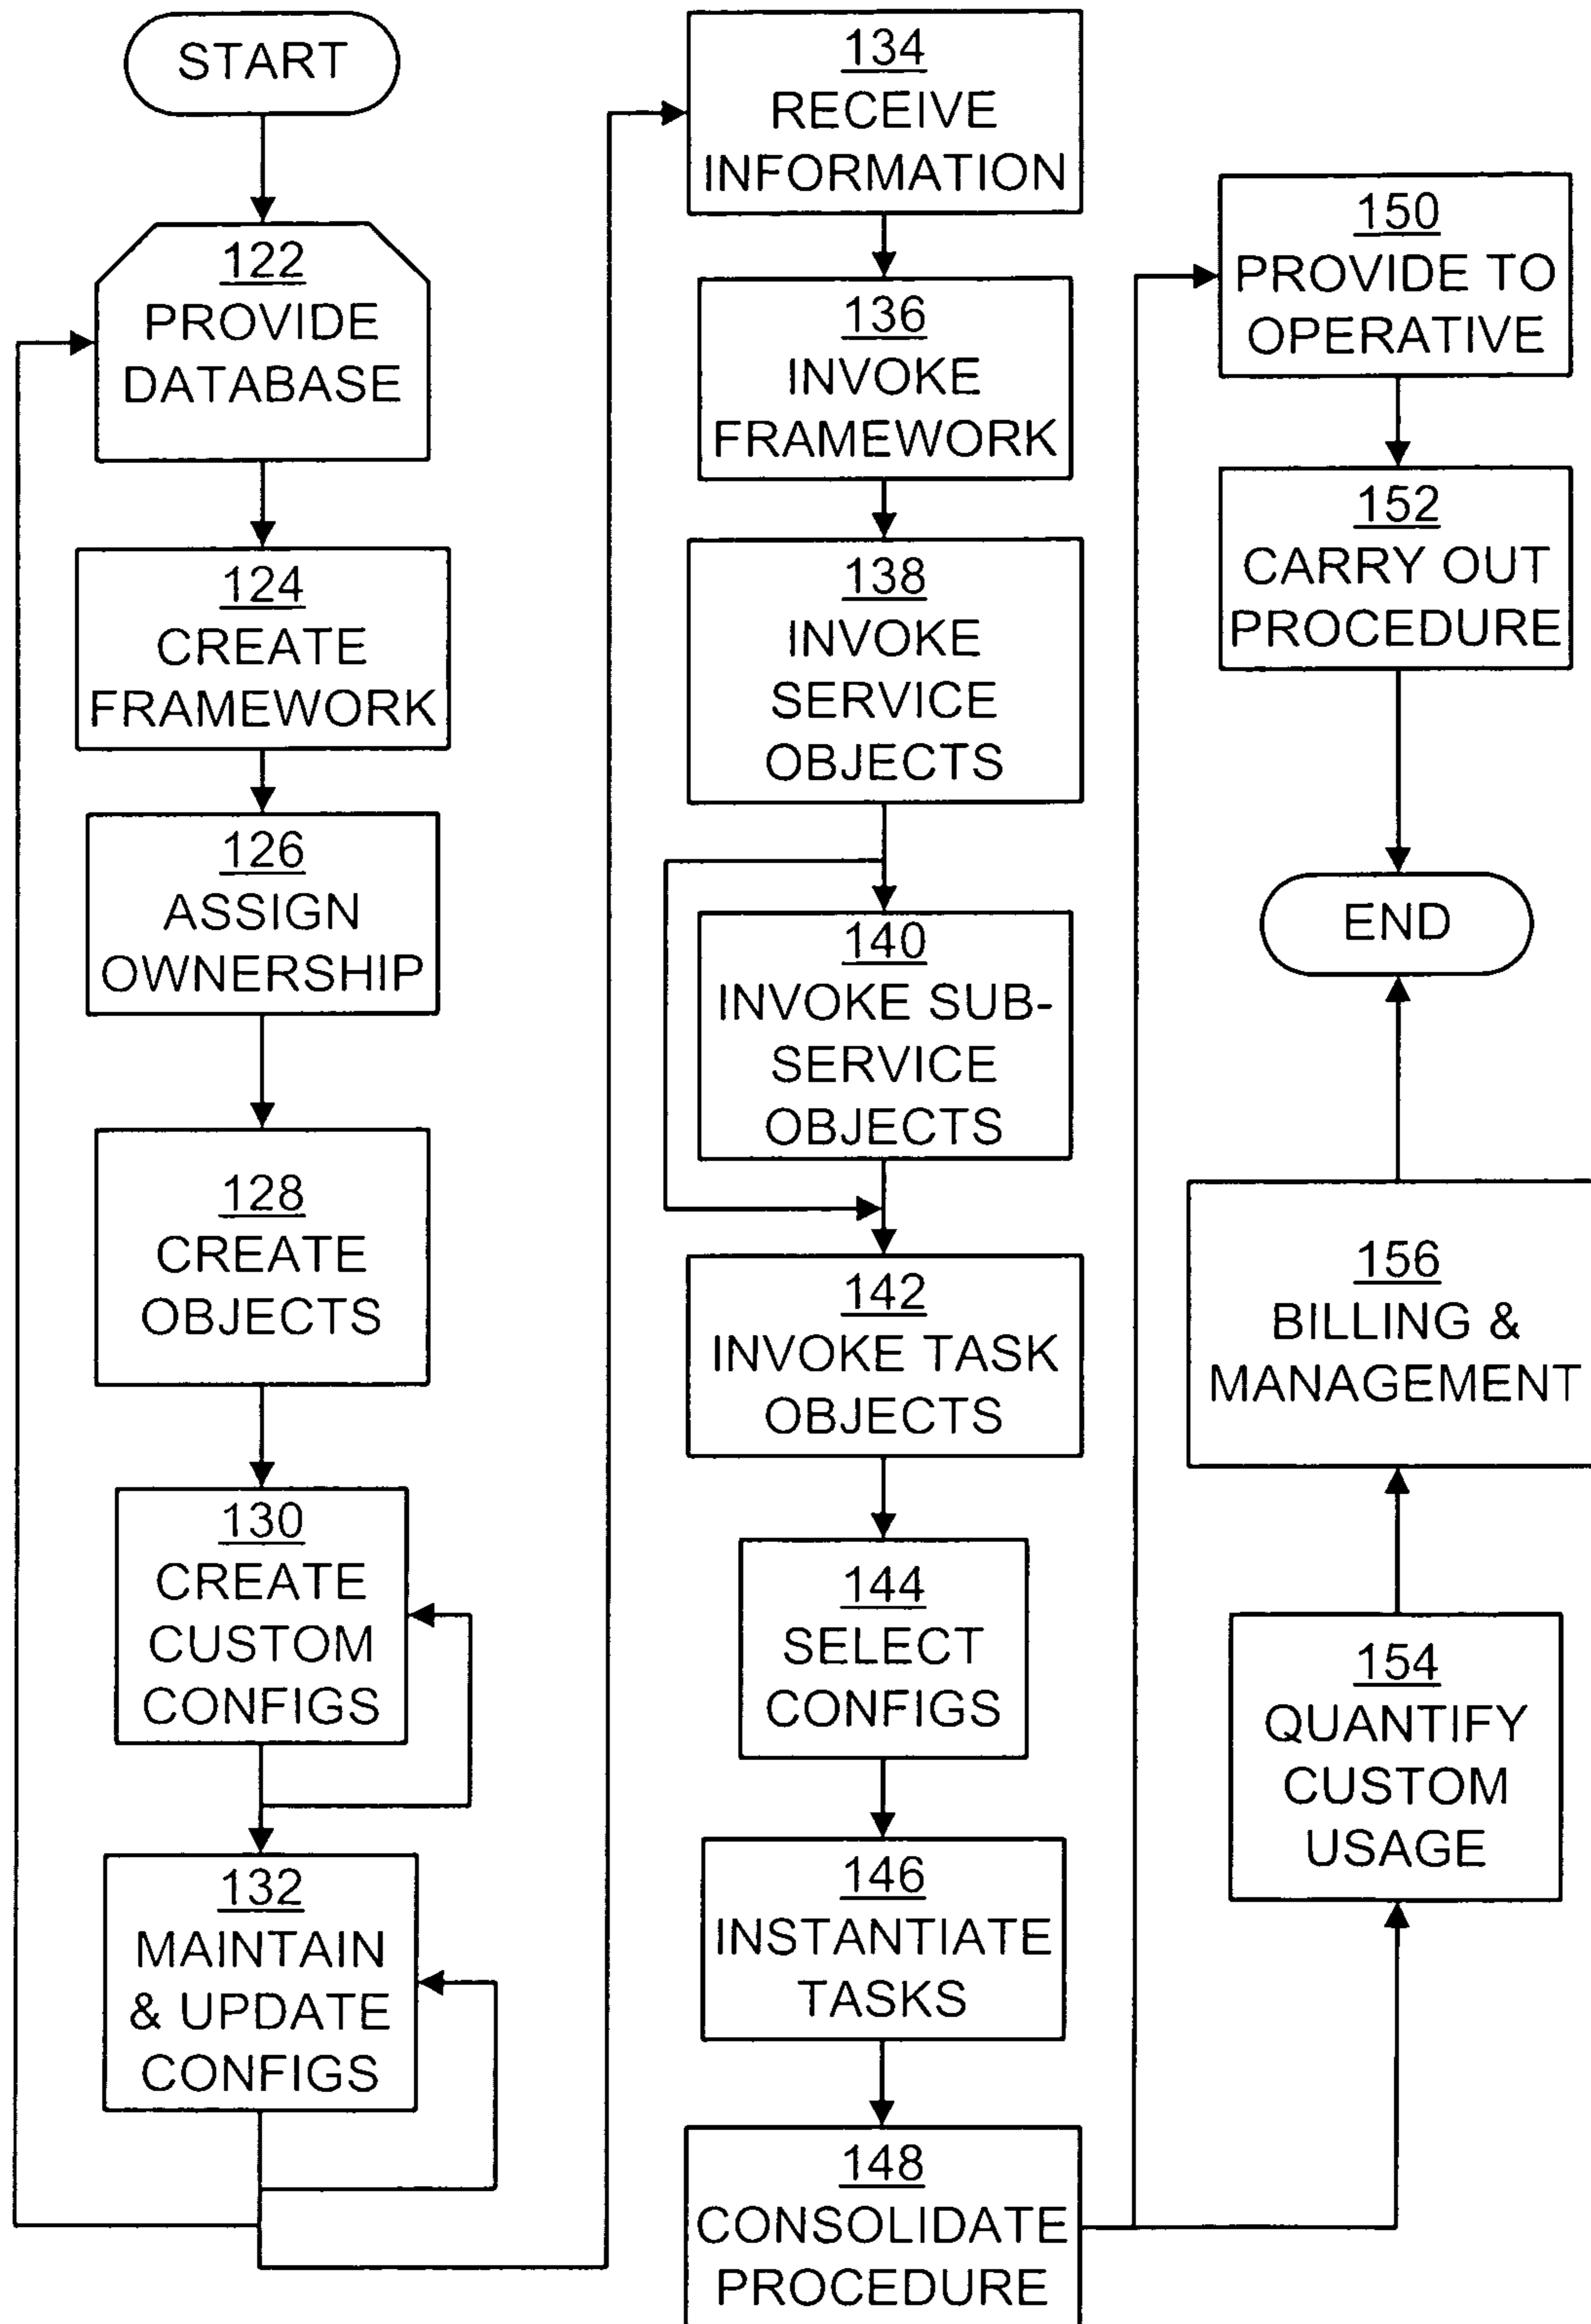 START
122
PROVIDE
DATABASE
124
CREATE
FRAMEWORK
126
ASSIGN
OWNERSHIP
128
CREATE
OBJECTS
130
CREATE
CUSTOM
CONFIGS
132
MAINTAIN
& UPDATE
CONFIGS
134
RECEIVE
INFORMATION
136
INVOKE
FRAMEWORK
138
INVOKE
SERVICE
OBJECTS
140
INVOKE SUB-
SERVICE
OBJECTS
142
INVOKE TASK
OBJECTS
144
SELECT
CONFIGS
146
INSTANTIATE
TASKS
148
CONSOLIDATE
PROCEDURE
150
PROVIDE TO
OPERATIVE
152
CARRY OUT
PROCEDURE
END
156
BILLING &
MANAGEMENT
154
QUANTIFY
CUSTOM
USAGE